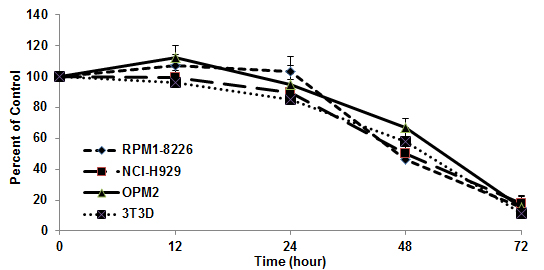 140
120
100
80
60
40
20
0
Percent of Control
RPM1-8226
NCI-H929
OPM2
3T3D
0 12 24 48 72
Time (hour)